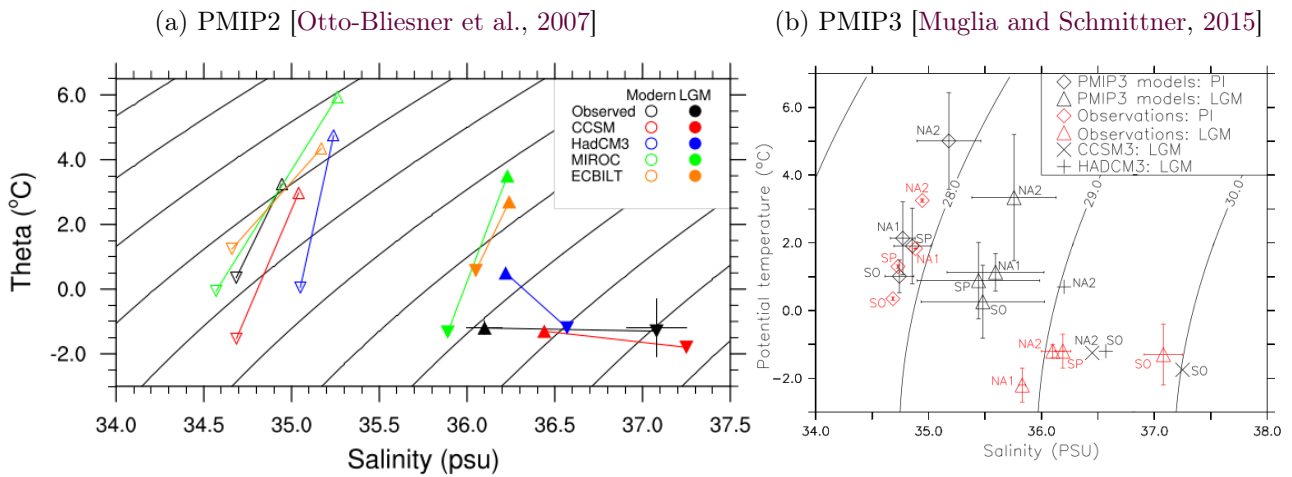 (a) PMIP2 [Otto-Bliesner et al., 2007]
6.0
4.0
2.0
0.0
-2.0
Theta (°C)
34.0
34.5
35.0
35.5
36.0
36.5
37.0
37.5
Salinity (psu)
Modern LGM
Observed
CCSM
HadCM3
MIROC
ECBILT
(b) PMIP3 [Muglia and Schmittner, 2015]
6.0
4.0
2.0
0.0
−2.0
Potential temperature (°C)
34.0
35.0
36.0
37.0
38.0
Salinity (PSU)
PMIP3 models: PI
PMIP3 models: LGM
Observations: PI
Observations: LGM
CCSM3: LGM
HADCM3: LGM
28.0
29.0
30.0
NA2
NA2
NA1
SP
NA1
SP
SO
SO
NA2
NA1
SP
SO
NA2
NA2
SP
NA1
NA2
SO
SO
SO